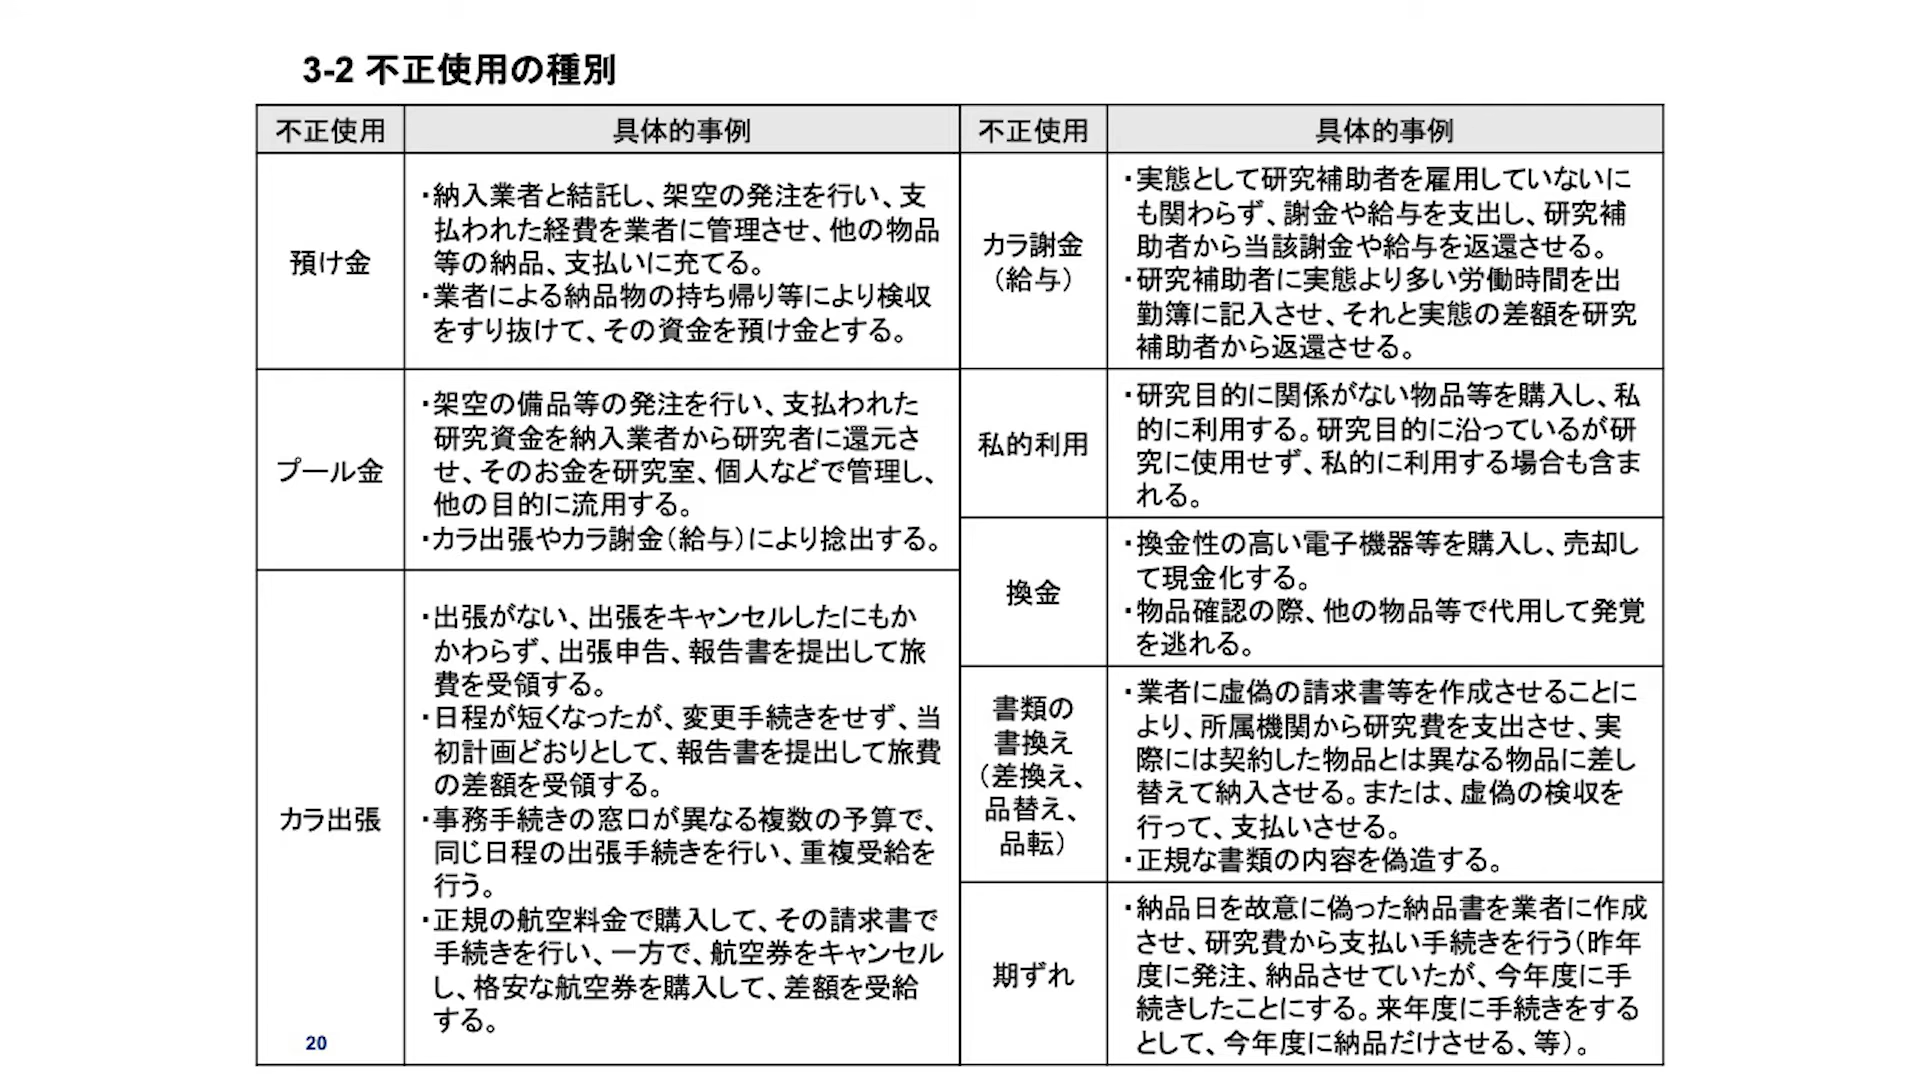 3-2 不正使用の種別
不正使用
具体的事例
預け金
・納入業者と結託し、架空の発注を行い、支
払われた経費を業者に管理させ、他の物品
等の納品、支払いに充てる。
・業者による納品物の持ち帰り等により検収
をすり抜けて、その資金を預け金とする。
プール金
・架空の備品等の発注を行い、支払われた
研究資金を納入業者から研究者に還元さ
せ、そのお金を研究室、個人などで管理し、
他の目的に流用する。
・カラ出張やカラ謝金（給与）により捻出する。
カラ出張
・出張がない、出張をキャンセルしたにもか
かわらず、出張申告、報告書を提出して旅
費を受領する。
・日程が短くなったが、変更手続きをせず、当
初計画どおりとして、報告書を提出して旅費
の差額を受領する。
・事務手続きの窓口が異なる複数の予算で、
同じ日程の出張手続きを行い、重複受給を
行う。
・正規の航空料金で購入して、その請求書で
手続きを行い、一方で、航空券をキャンセル
し、格安な航空券を購入して、差額を受給
する。
不正使用
具体的事例
カラ謝金
（給与）
・実態として研究補助者を雇用していないに
も関わらず、謝金や給与を支出し、研究補
助者から当該謝金や給与を返還させる。
・研究補助者に実態より多い労働時間を出
勤簿に記入させ、それと実態の差額を研究
補助者から返還させる。
私的利用
・研究目的に関係がない物品等を購入し、私
的に利用する。研究目的に沿っているが研
究に使用せず、私的に利用する場合も含ま
れる。
換金
・換金性の高い電子機器等を購入し、売却し
て現金化する。
・物品確認の際、他の物品等で代用して発覚
を逃れる。
書類の
書換え
（差換え、
品替え、
品転）
・業者に虚偽の請求書等を作成させることに
より、所属機関から研究費を支出させ、実
際には契約した物品とは異なる物品に差し
替えて納入させる。または、虚偽の検収を
行って、支払いさせる。
・正規な書類の内容を偽造する。
期ずれ
・納品日を故意に偽った納品書を業者に作成
させ、研究費から支払い手続きを行う（昨年
度に発注、納品させていたが、今年度に手
続きしたことにする。来年度に手続きをする
として、今年度に納品だけさせる、等）。
20